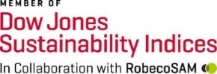 MEMBER OF
Dow Jones
Sustainability Indices
In Collaboration with RobecoSAM